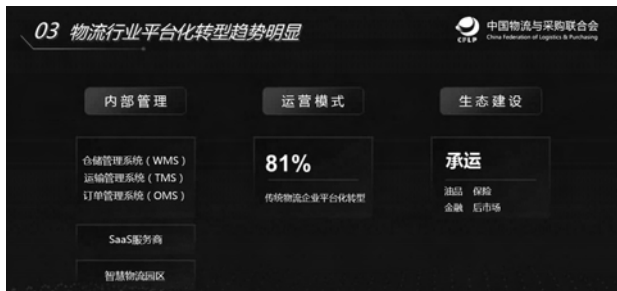 03 物流行业平台化转型趋势明显
中国物流与采购联合会
China Federation of Logistics & Purchasing
CFLP
内部管理
运营模式
生态建设
仓储管理系统（WMS）
运输管理系统（TMS）
订单管理系统（OMS）
SaaS服务商
智慧物流园区
81%
传统物流企业平台化转型
承运
油品 保险
金融 后市场